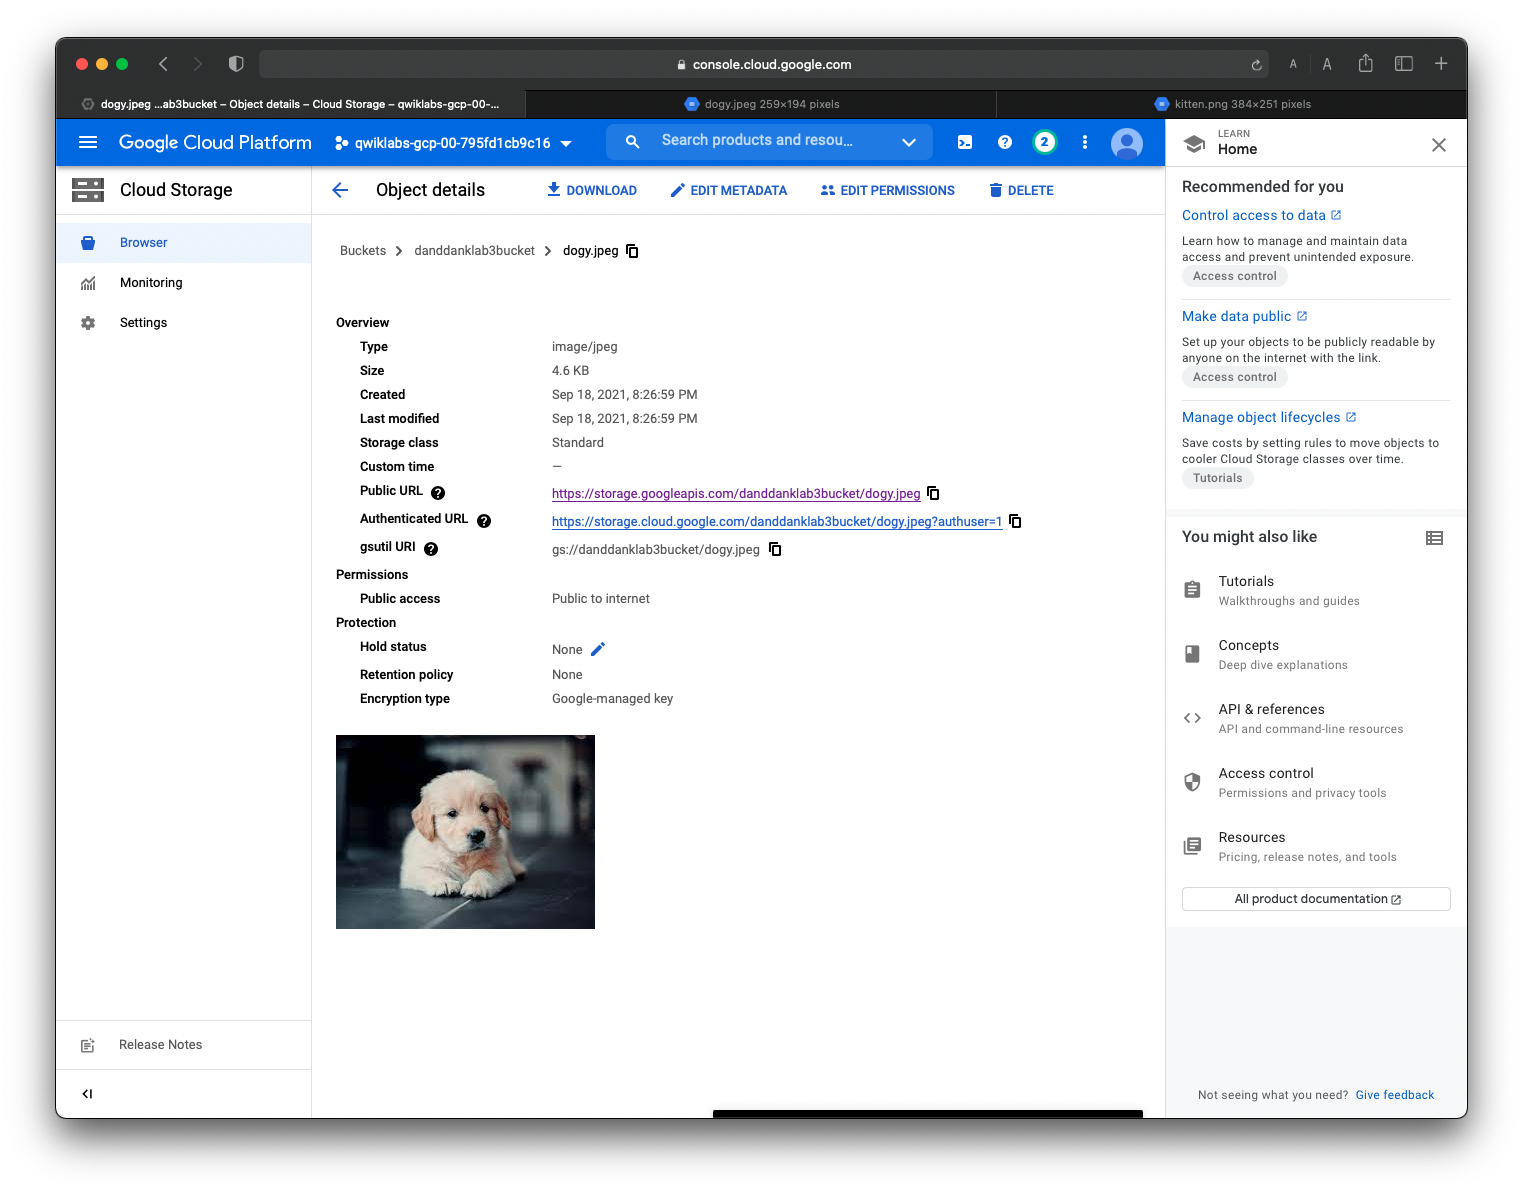 console.cloud.google.com
A
A
dogy.jpeg ...ab3bucket – Object details – Cloud Storage – qwiklabs-gcp-00-...
dogy.jpeg 259×194 pixels
kitten.png 384×251 pixels
Google Cloud Platform
qwiklabs-gcp-00-795fd1cb9c16
Search products and resou...
2
LEARN
Home
Cloud Storage
Object details
DOWNLOAD
EDIT METADATA
EDIT PERMISSIONS
DELETE
Browser
Monitoring
Settings
Release Notes
Buckets
danddanklab3bucket
dogy.jpeg
Overview
Type image/jpeg
Size 4.6 KB
Created Sep 18, 2021, 8:26:59 PM
Last modified Sep 18, 2021, 8:26:59 PM
Storage class Standard
Custom time —
Public URL https://storage.googleapis.com/danddanklab3bucket/dogy.jpeg
Authenticated URL https://storage.cloud.google.com/danddanklab3bucket/dogy.jpeg?authuser=1
gsutil URI gs://danddanklab3bucket/dogy.jpeg
Permissions
Public access Public to internet
Protection
Hold status None
Retention policy None
Encryption type Google-managed key
Recommended for you
Control access to data
Learn how to manage and maintain data
access and prevent unintended exposure.
Access control
Make data public
Set up your objects to be publicly readable by
anyone on the internet with the link.
Access control
Manage object lifecycles
Save costs by setting rules to move objects to
cooler Cloud Storage classes over time.
Tutorials
You might also like
Tutorials
Walkthroughs and guides
Concepts
Deep dive explanations
API & references
API and command-line resources
Access control
Permissions and privacy tools
Resources
Pricing, release notes, and tools
All product documentation
Not seeing what you need? Give feedback